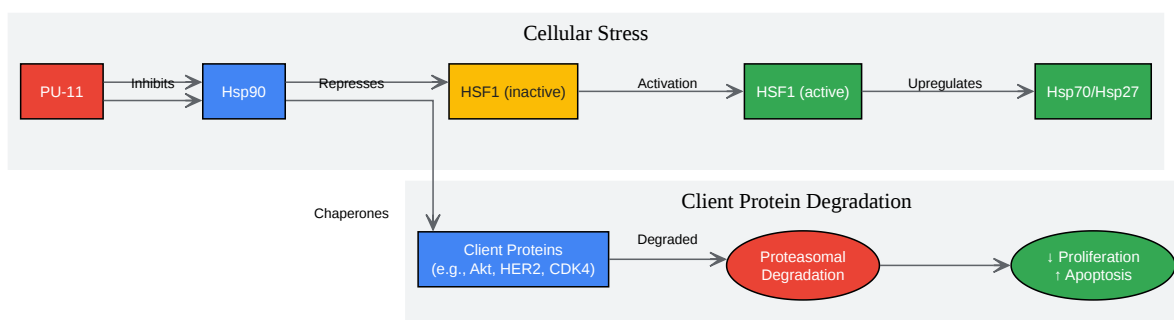 Cellular Stress
PU-11
Inhibits
Hsp90
Represses
HSF1 (inactive)
Activation
HSF1 (active)
Upregulates
Hsp70/Hsp27
Client Protein Degradation
Chaperones
Client Proteins
(e.g., Akt, HER2, CDK4)
Degraded
Proteasomal
Degradation
↓ Proliferation
↑ Apoptosis